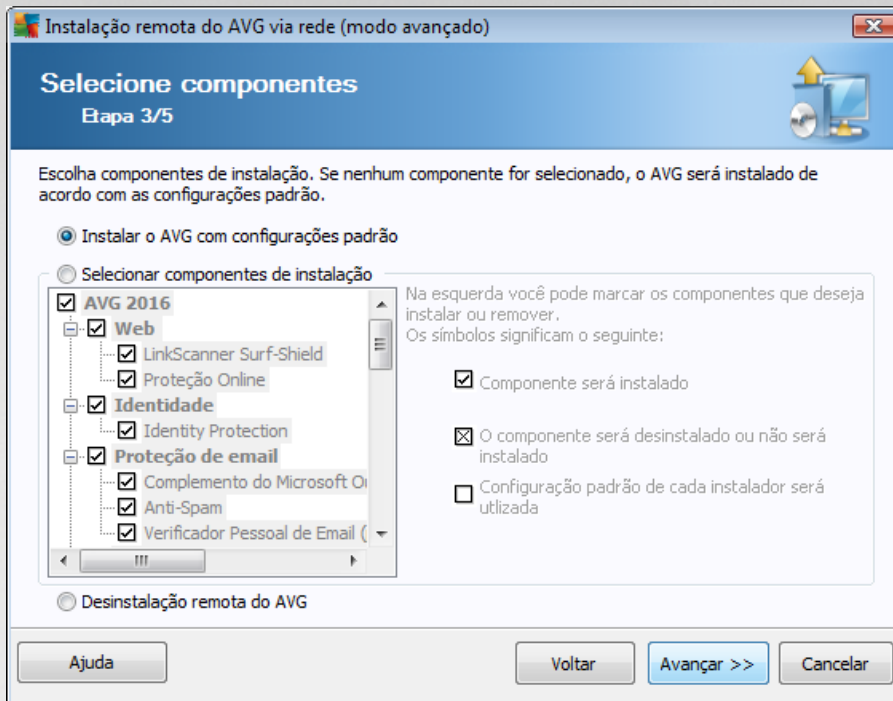 Instalação remota do AVG via rede (modo avançado)
Selecione componentes
Etapa 3/5
Escolha componentes de instalação. Se nenhum componente for selecionado, o AVG será instalado de
acordo com as configurações padrão.
Instalar o AVG com configurações padrão
Selecionar componentes de instalação
AVG 2016
Web
LinkScanner Surf-Shield
Proteção Online
Identidade
Identity Protection
Proteção de email
Complemento do Microsoft
Anti-Spam
Verificador Pessoal de Email (
Na esquerda você pode marcar os componentes que deseja
instalar ou remover.
Os símbolos significam o seguinte:
Componente será instalado
O componente será desinstalado ou não será
instalado
Configuração padrão de cada instalador será
utlizada
Desinstalação remota do AVG
Ajuda
Voltar
Avançar >>
Cancelar